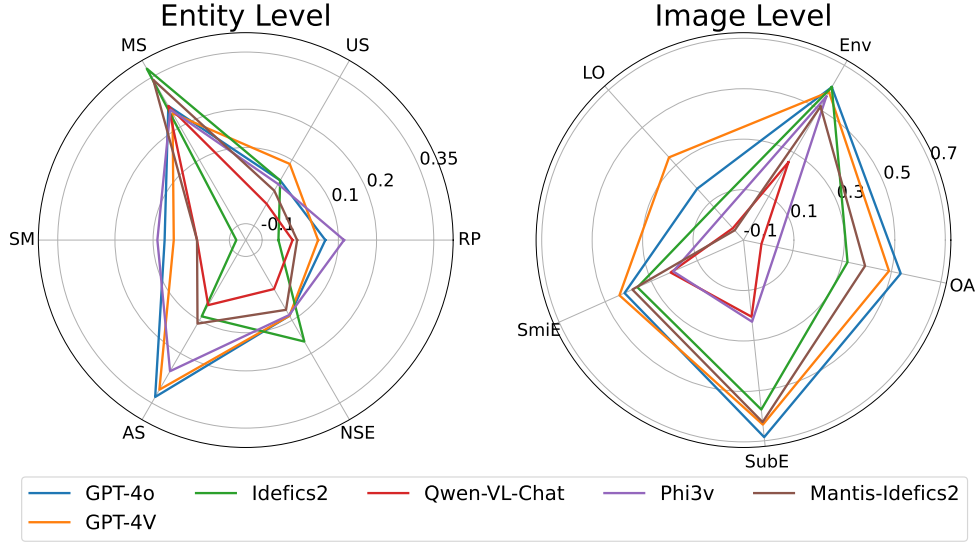 Entity Level
MS
US
0.35
0.2
0.1
-0.1
SM
RP
AS
NSE
Image Level
Env
LO
0.7
0.5
0.3
0.1
-0.1
OA
SmiE
SubE
GPT-4o
Idefics2
Qwen-VL-Chat
Phi3v
Mantis-Idefics2
GPT-4V